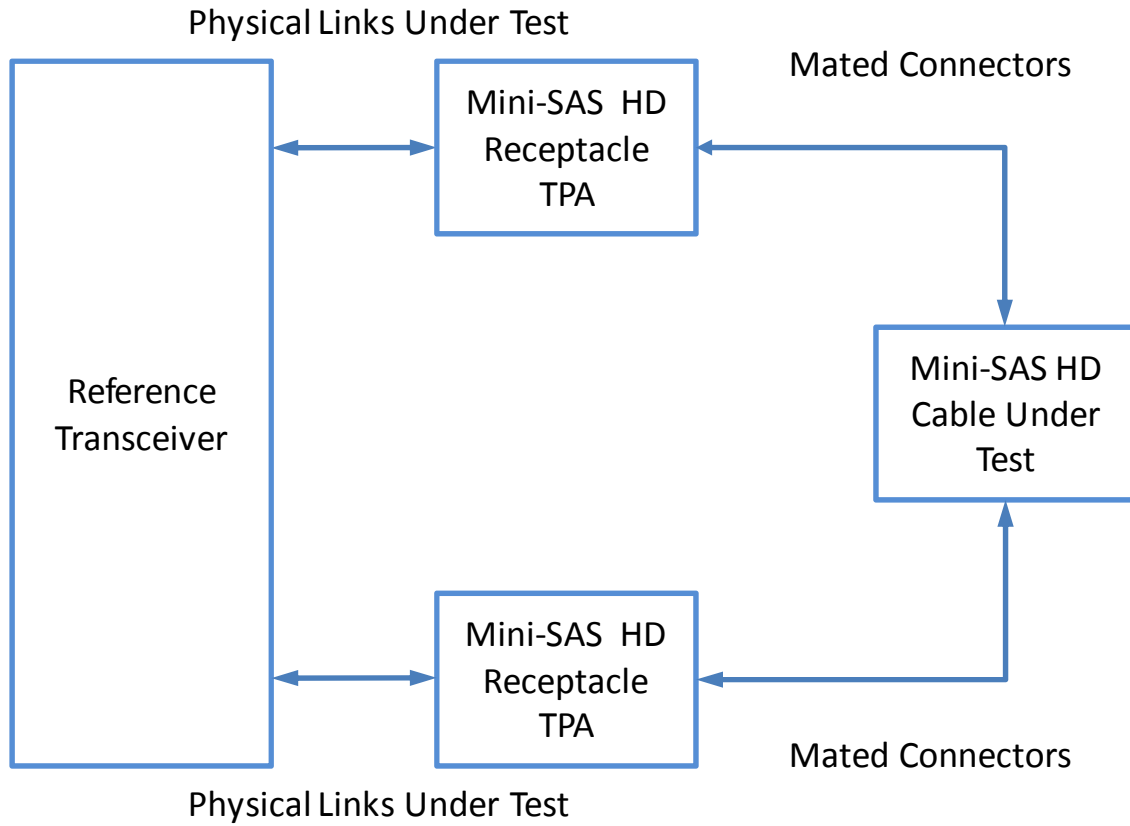 Physical Links Under Test
Mated Connectors
Mini-SAS HD
Receptacle
TPA
Reference
Transceiver
Mini-SAS HD
Cable Under
Test
Mini-SAS HD
Receptacle
TPA
Mated Connectors
Physical Links Under Test